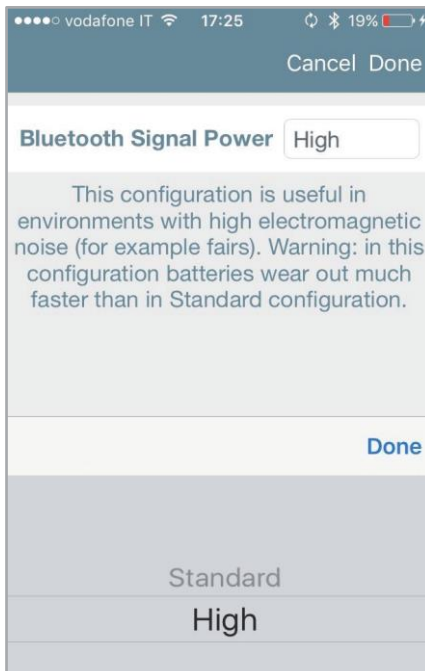 vodafone IT 17:25 19%
Cancel Done
Bluetooth Signal Power High
This configuration is useful in
environments with high electromagnetic
noise (for example fairs). Warning: in this
configuration batteries wear out much
faster than in Standard configuration.
Done
Standard
High